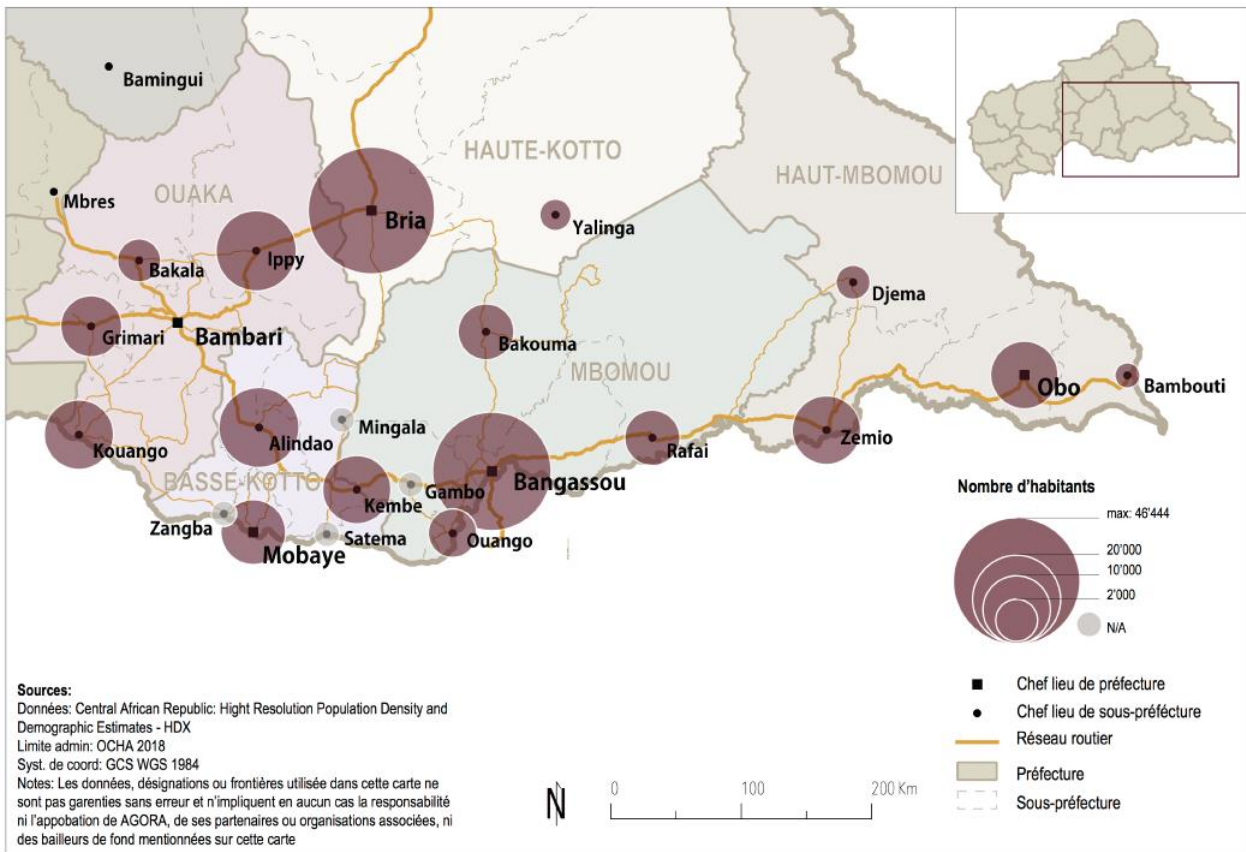 Bamingui
HAUTE-KOTTO
HAUT-MBOMOU
OUAKA
Mbres
Bria
Yalinga
Ippy
Bakala
Djema
Grimari
Bambari
Bakouma
MBOMOU
Obo
Bambouti
Mingala
Kouango
Alindao
Rafai
Zemio
BASSE-KOTTO
Kembe
Gambo
Bangassou
Zangba
Mobaye
Satema
Ouango
Nombre d'habitants
max: 46'444
20'000
10'000
2'000
N/A
Chef lieu de préfecture
Chef lieu de sous-préfécture
Réseau routier
Préfecture
Sous-préfecture
Sources:
Données: Central African Republic: Hight Resolution Population Density and
Demographic Estimates - HDX
Limite admin: OCHA 2018
Syst. de coord: GCS WGS 1984
Notes: Les données, désignations ou frontières utilisée dans cette carte ne
sont pas garenties sans erreur et n'impliquent en aucun cas la responsabilité
ni l'appobation de AGORA, de ses partenaires ou organisations associées, ni
des bailleurs de fond mentionnées sur cette carte
N
0 100 200 Km